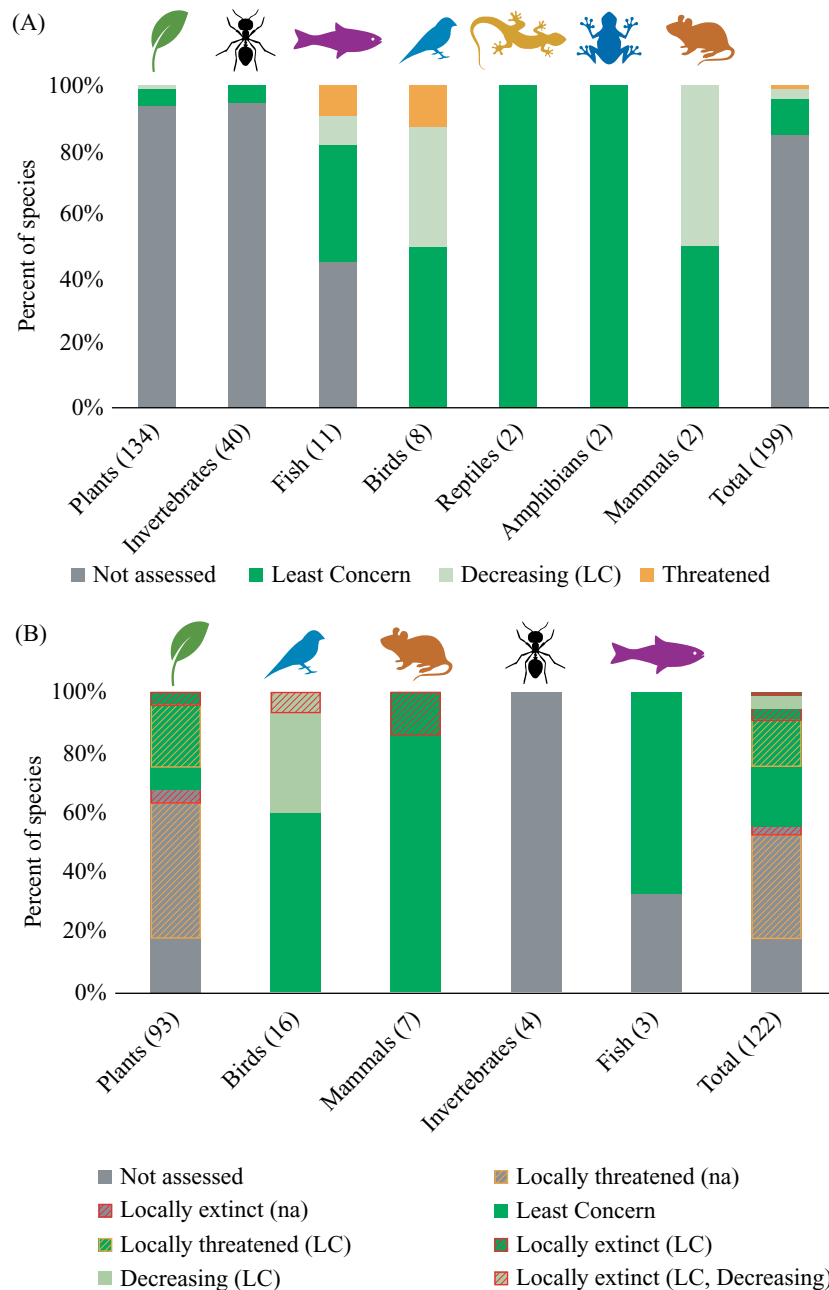 (A)
100%
80%
60%
40%
20%
0%
Percent of species
Plants (134)
Invertebrates (40)
Fish (11)
Birds (8)
Reptiles (2)
Amphibians (2)
Mammals (2)
Total (199)
Not assessed Least Concern Decreasing (LC) Threatened
(B)
100%
80%
60%
40%
20%
0%
Percent of species
Plants (93)
Birds (16)
Mammals (7)
Invertebrates (4)
Fish (3)
Total (122)
Not assessed Locally threatened (na)
Locally extinct (na) Least Concern
Locally threatened (LC) Locally extinct (LC)
Decreasing (LC) Locally extinct (LC, Decreasing)